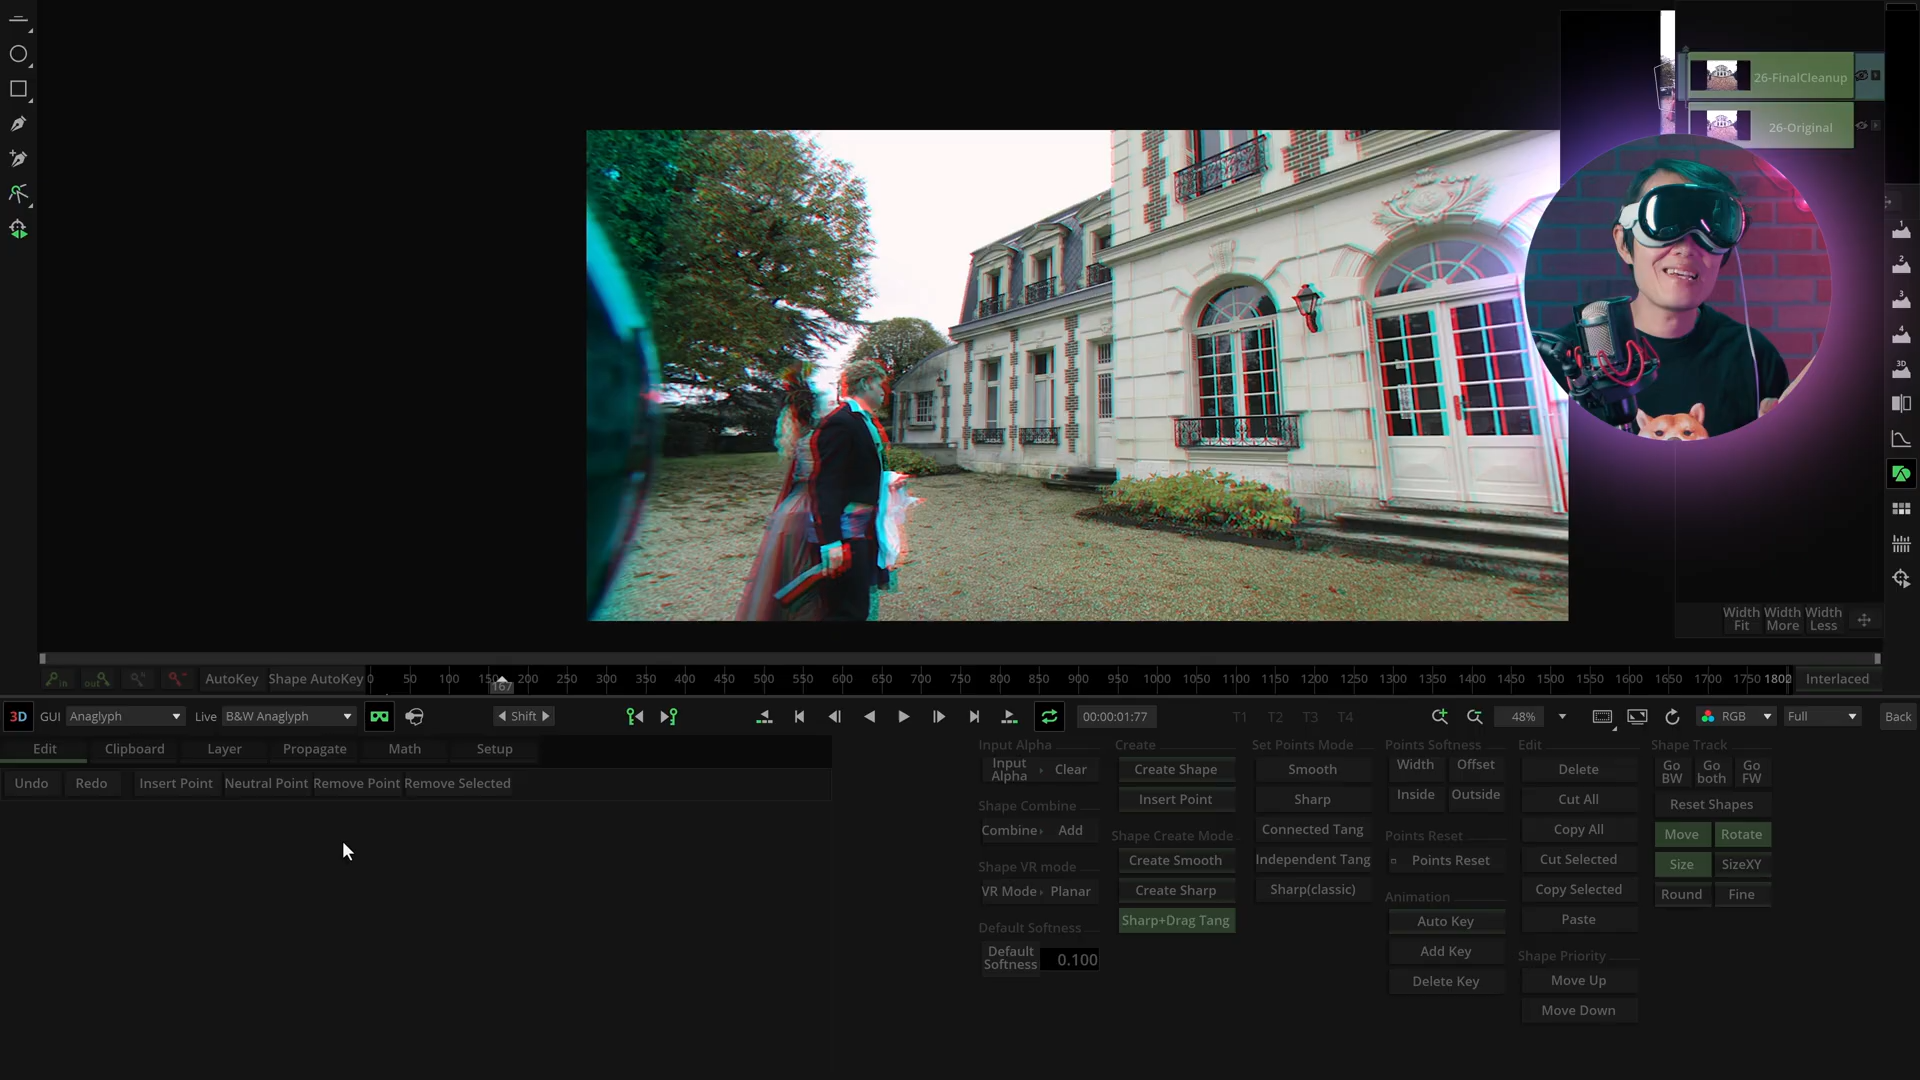 26-FinalCleanup
26-Original
1
2
3
4
3D
Width Fit
Width More
Width Less
in
out
AutoKey
Shape AutoKey
0 50 100 150 200 250 300 350 400 450 500 550 600 650 700 750 800 850 900 950 1000 1050 1100 1150 1200 1250 1300 1350 1400 1450 1500 1550 1600 1650 1700 1750 1802
167
Interlaced
3D GUI Anaglyph Live B&W Anaglyph Shift 00:00:01:77 T1 T2 T3 T4 48% RGB Full Back
Edit Clipboard Layer Propagate Math Setup
Undo Redo Insert Point Neutral Point Remove Point Remove Selected
Input Alpha
Input Alpha Clear
Shape Combine
Combine Add
Shape VR mode
VR Mode Planar
Default Softness
Default Softness 0.100
Create
Create Shape
Insert Point
Shape Create Mode
Create Smooth
Create Sharp
Sharp+Drag Tang
Set Points Mode
Smooth
Sharp
Connected Tang
Independent Tang
Sharp(classic)
Points Softness
Width Offset
Inside Outside
Points Reset
Points Reset
Animation
Auto Key
Add Key
Delete Key
Edit
Delete
Cut All
Copy All
Cut Selected
Copy Selected
Paste
Shape Priority
Move Up
Move Down
Shape Track
Go BW
Go both
Go FW
Reset Shapes
Move Rotate
Size SizeXY
Round Fine